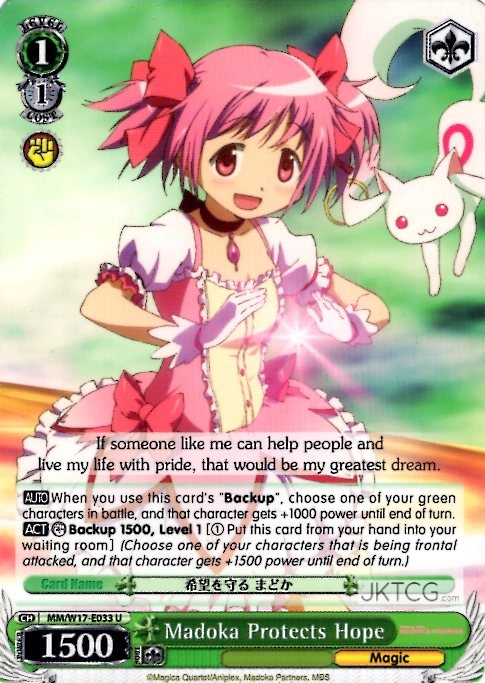 LEVEL
1
1
COST
If someone like me can help people and
live my life with pride, that would be my greatest dream.
AUTO When you use this card's "Backup", choose one of your green
characters in battle, and that character gets +1000 power until end of turn.
ACT Backup 1500, Level 1 [① Put this card from your hand into your
waiting room] (Choose one of your characters that is being frontal
attacked, and that character gets +1500 power until end of turn.)
Card Name 希望を守る まどか
UKTCG.com
CH MM/W17-E033 U
POWER 1500 SOUL Madoka Protects Hope
Magic
©Magica Quartet/Aniplex, Madoka Partners, MBS